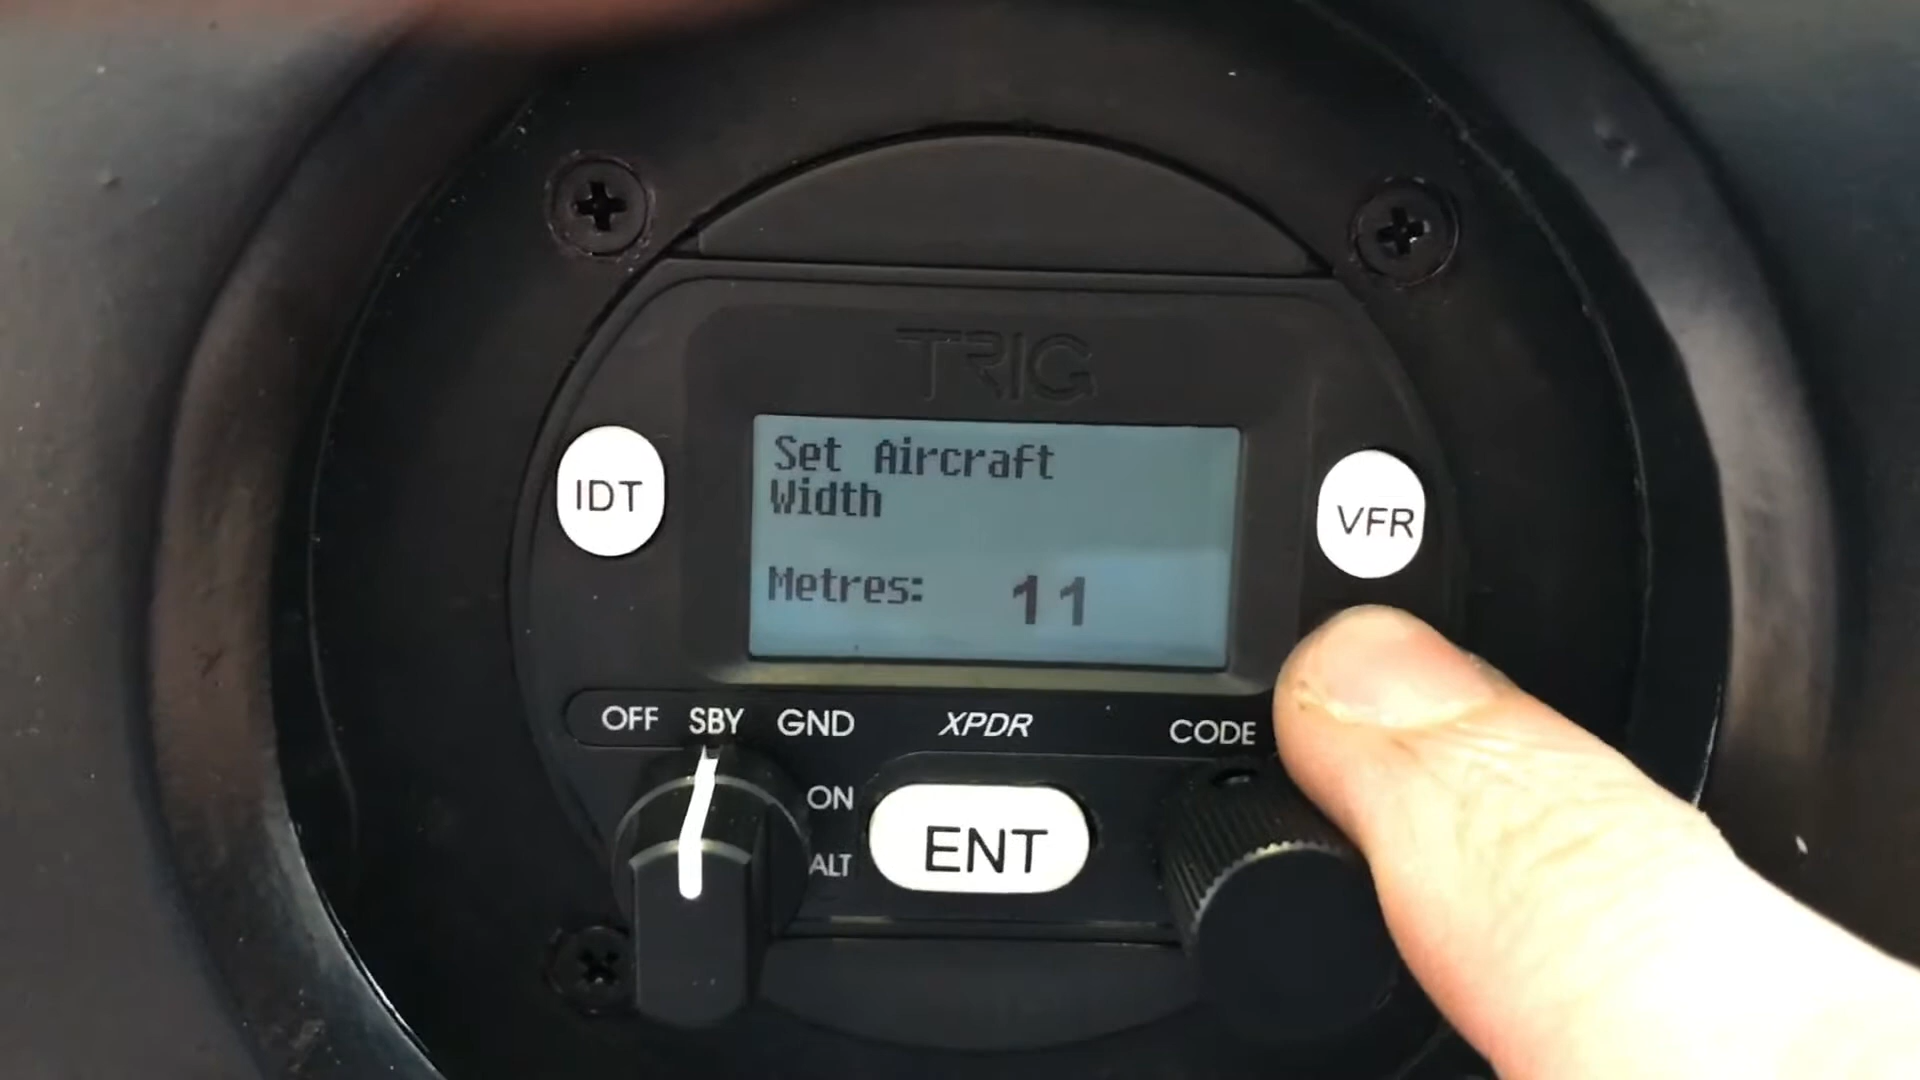 TRIG
Set Aircraft
Width
Metres: 11
IDT
VFR
OFF SBY GND XPDR CODE
ON
ALT
ENT